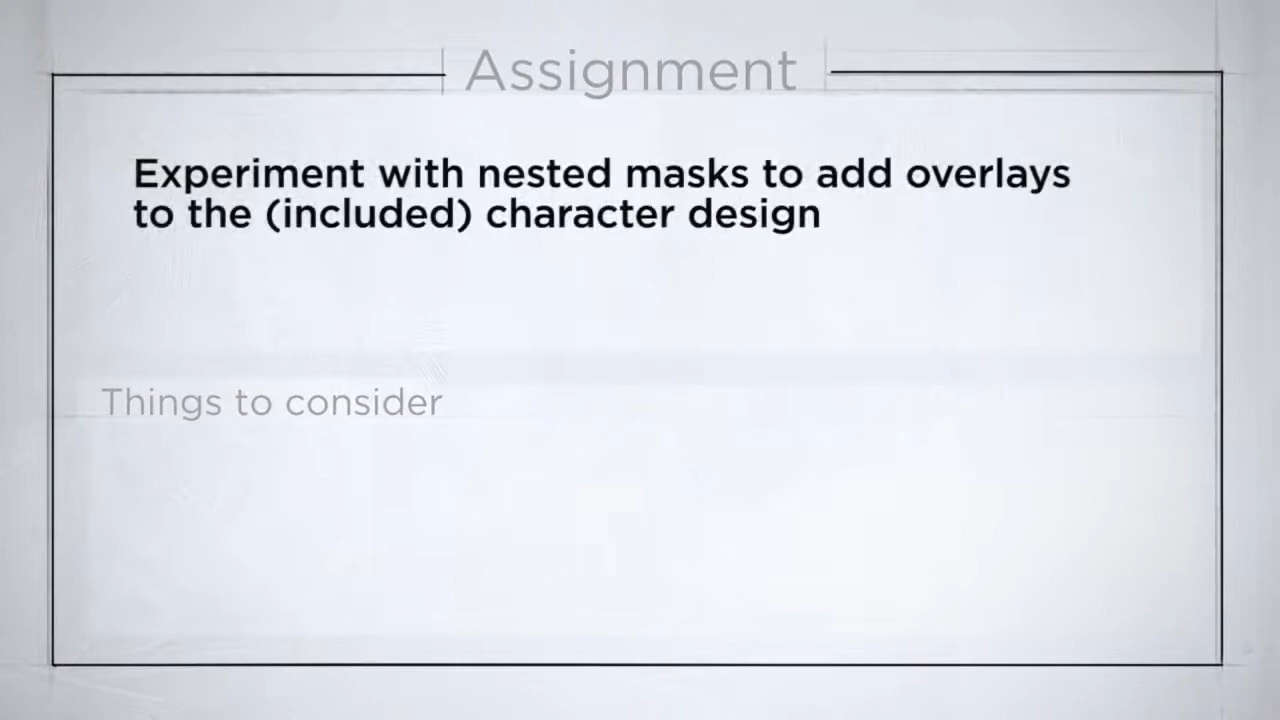 Assignment
Experiment with nested masks to add overlays
to the (included) character design
Things to consider